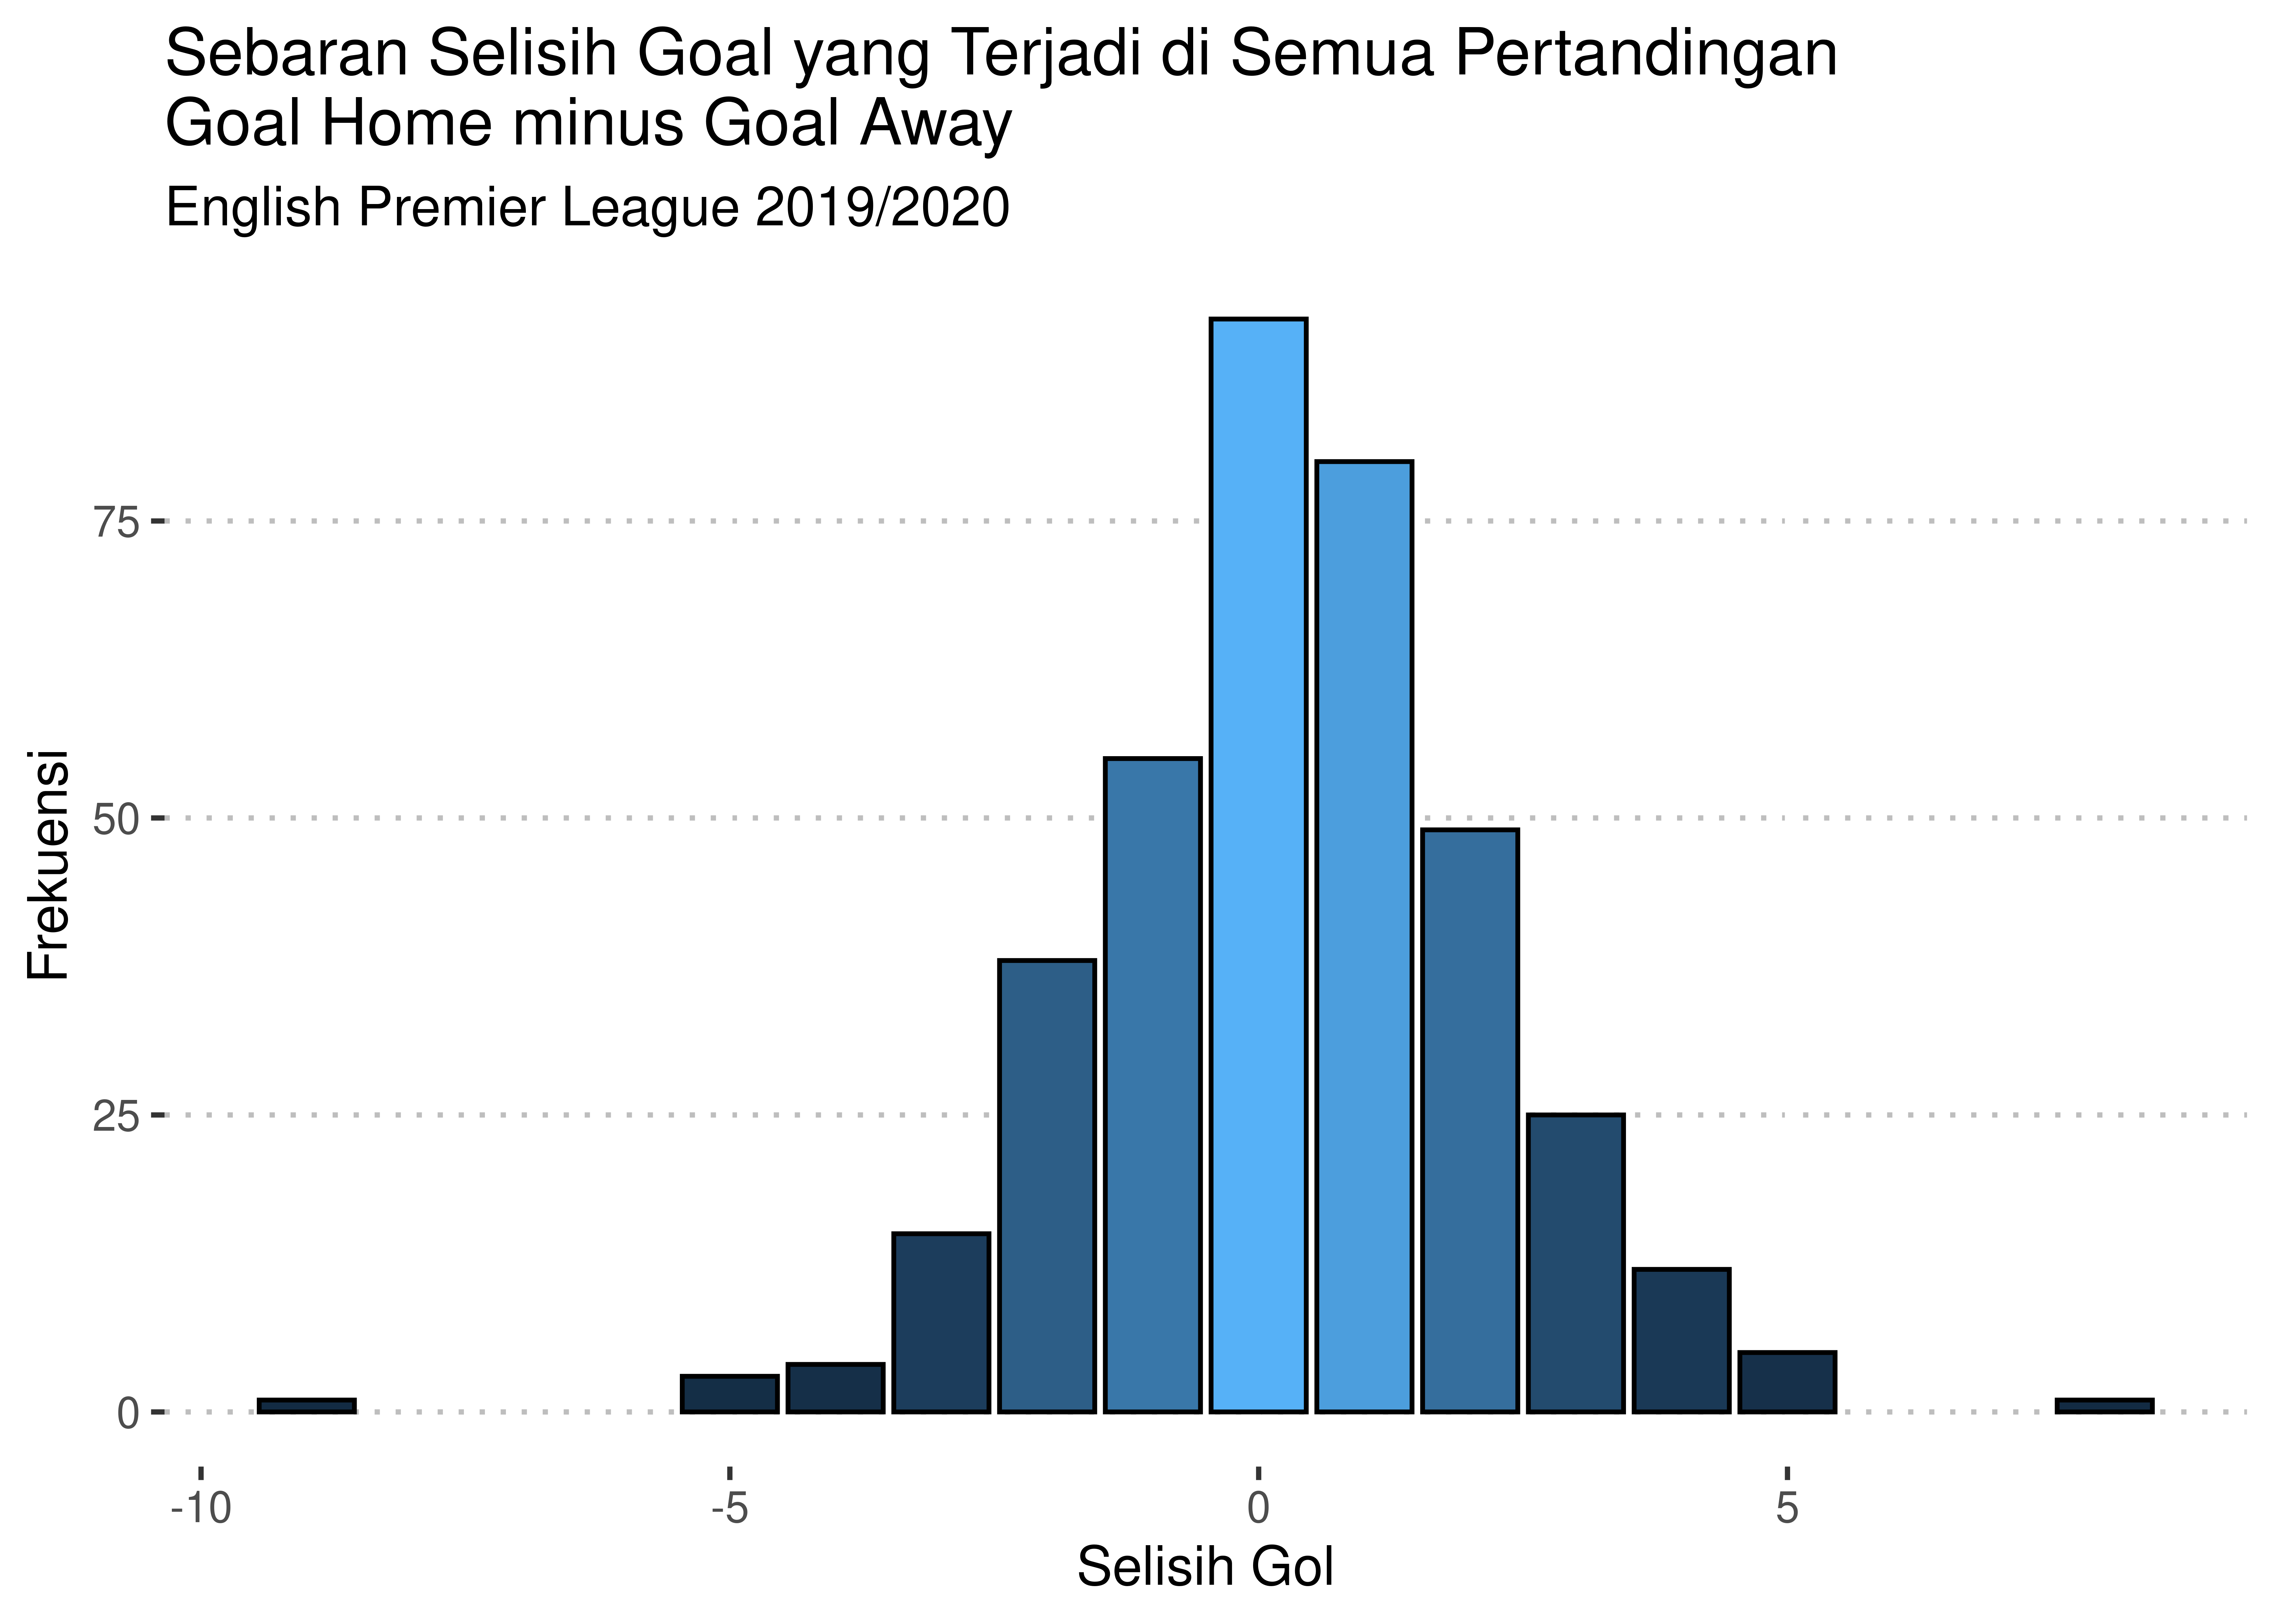 Sebaran Selisih Goal yang Terjadi di Semua Pertandingan
Goal Home minus Goal Away
English Premier League 2019/2020
Frekuensi
75
50
25
0
-10
-5
0
5
Selisih Gol